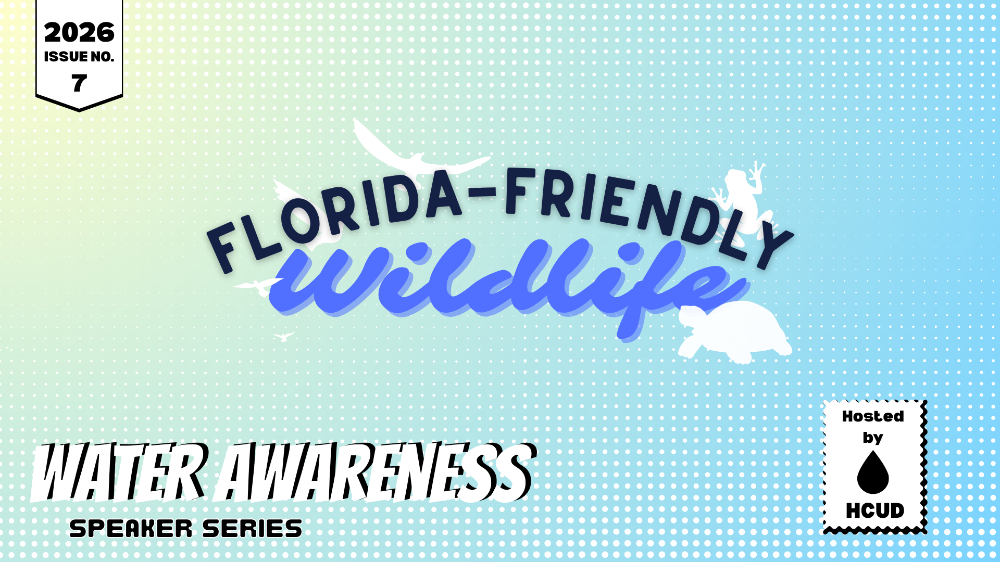 2026
ISSUE NO.
7
FLORIDA-FRIENDLY
Wildlife
WATER AWARENESS
SPEAKER SERIES
Hosted
by
HCUD